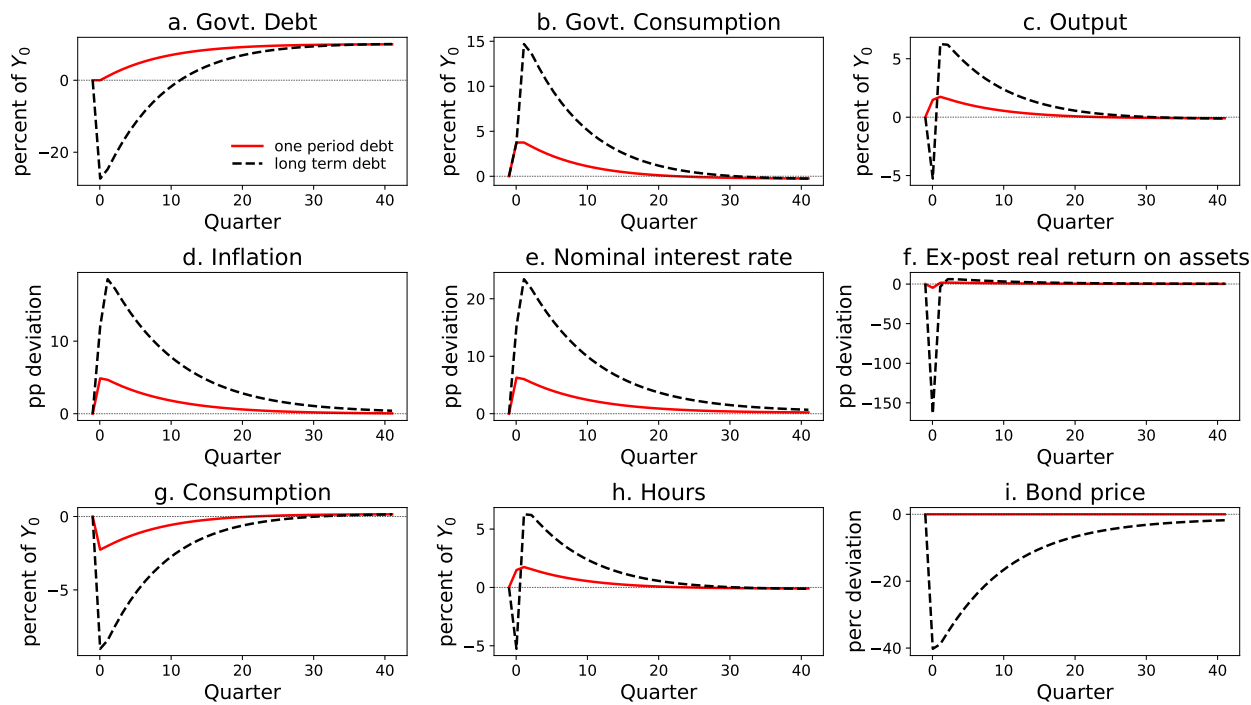 a. Govt. Debt
percent of Y0
0
−20
one period debt
long term debt
0 10 20 30 40
Quarter
b. Govt. Consumption
percent of Y0
15
10
5
0
0 10 20 30 40
Quarter
c. Output
percent of Y0
5
0
−5
0 10 20 30 40
Quarter
d. Inflation
pp deviation
10
0
0 10 20 30 40
Quarter
e. Nominal interest rate
pp deviation
20
10
0
0 10 20 30 40
Quarter
f. Ex-post real return on assets
pp deviation
0
−50
−100
−150
0 10 20 30 40
Quarter
g. Consumption
percent of Y0
0
−5
0 10 20 30 40
Quarter
h. Hours
percent of Y0
5
0
−5
0 10 20 30 40
Quarter
i. Bond price
perc deviation
0
−20
−40
0 10 20 30 40
Quarter